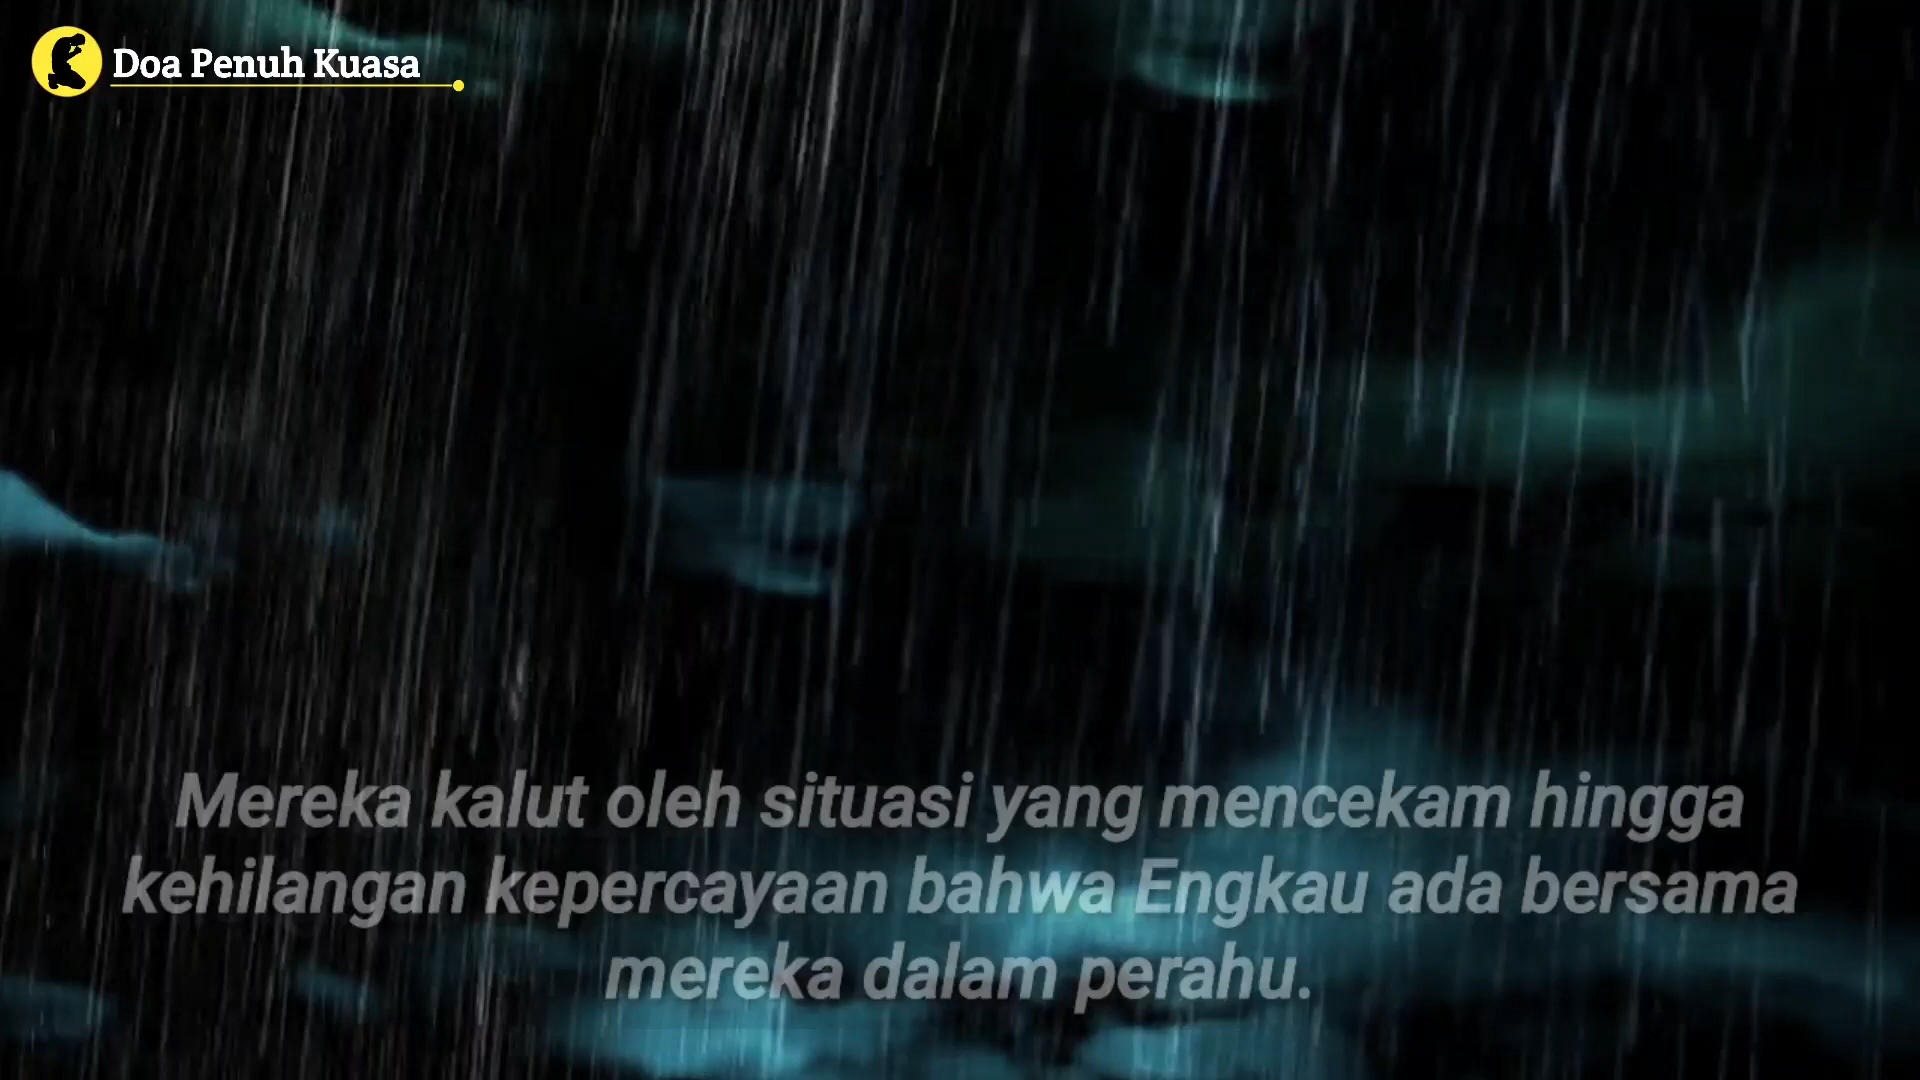 Doa Penuh Kuasa
Mereka kalut oleh situasi yang mencekam hingga
kehilangan kepercayaan bahwa Engkau ada bersama
mereka dalam perahu.